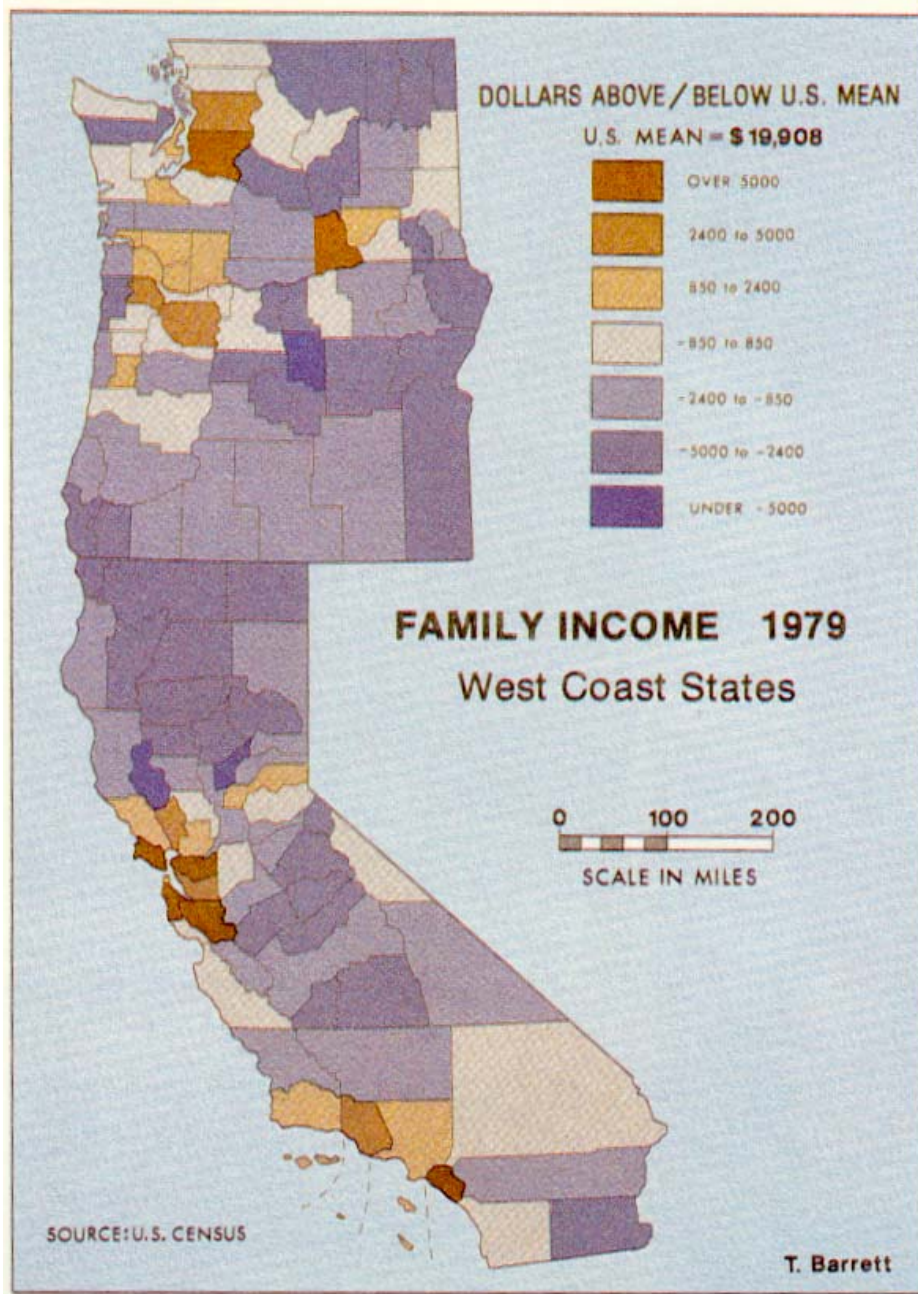 DOLLARS ABOVE / BELOW U.S. MEAN
U.S. MEAN = $19,908
OVER 5000
2400 to 5000
850 to 2400
-850 to 850
-2400 to -850
-5000 to -2400
UNDER -5000
FAMILY INCOME 1979
West Coast States
0 100 200
SCALE IN MILES
SOURCE: U.S. CENSUS
T. Barrett